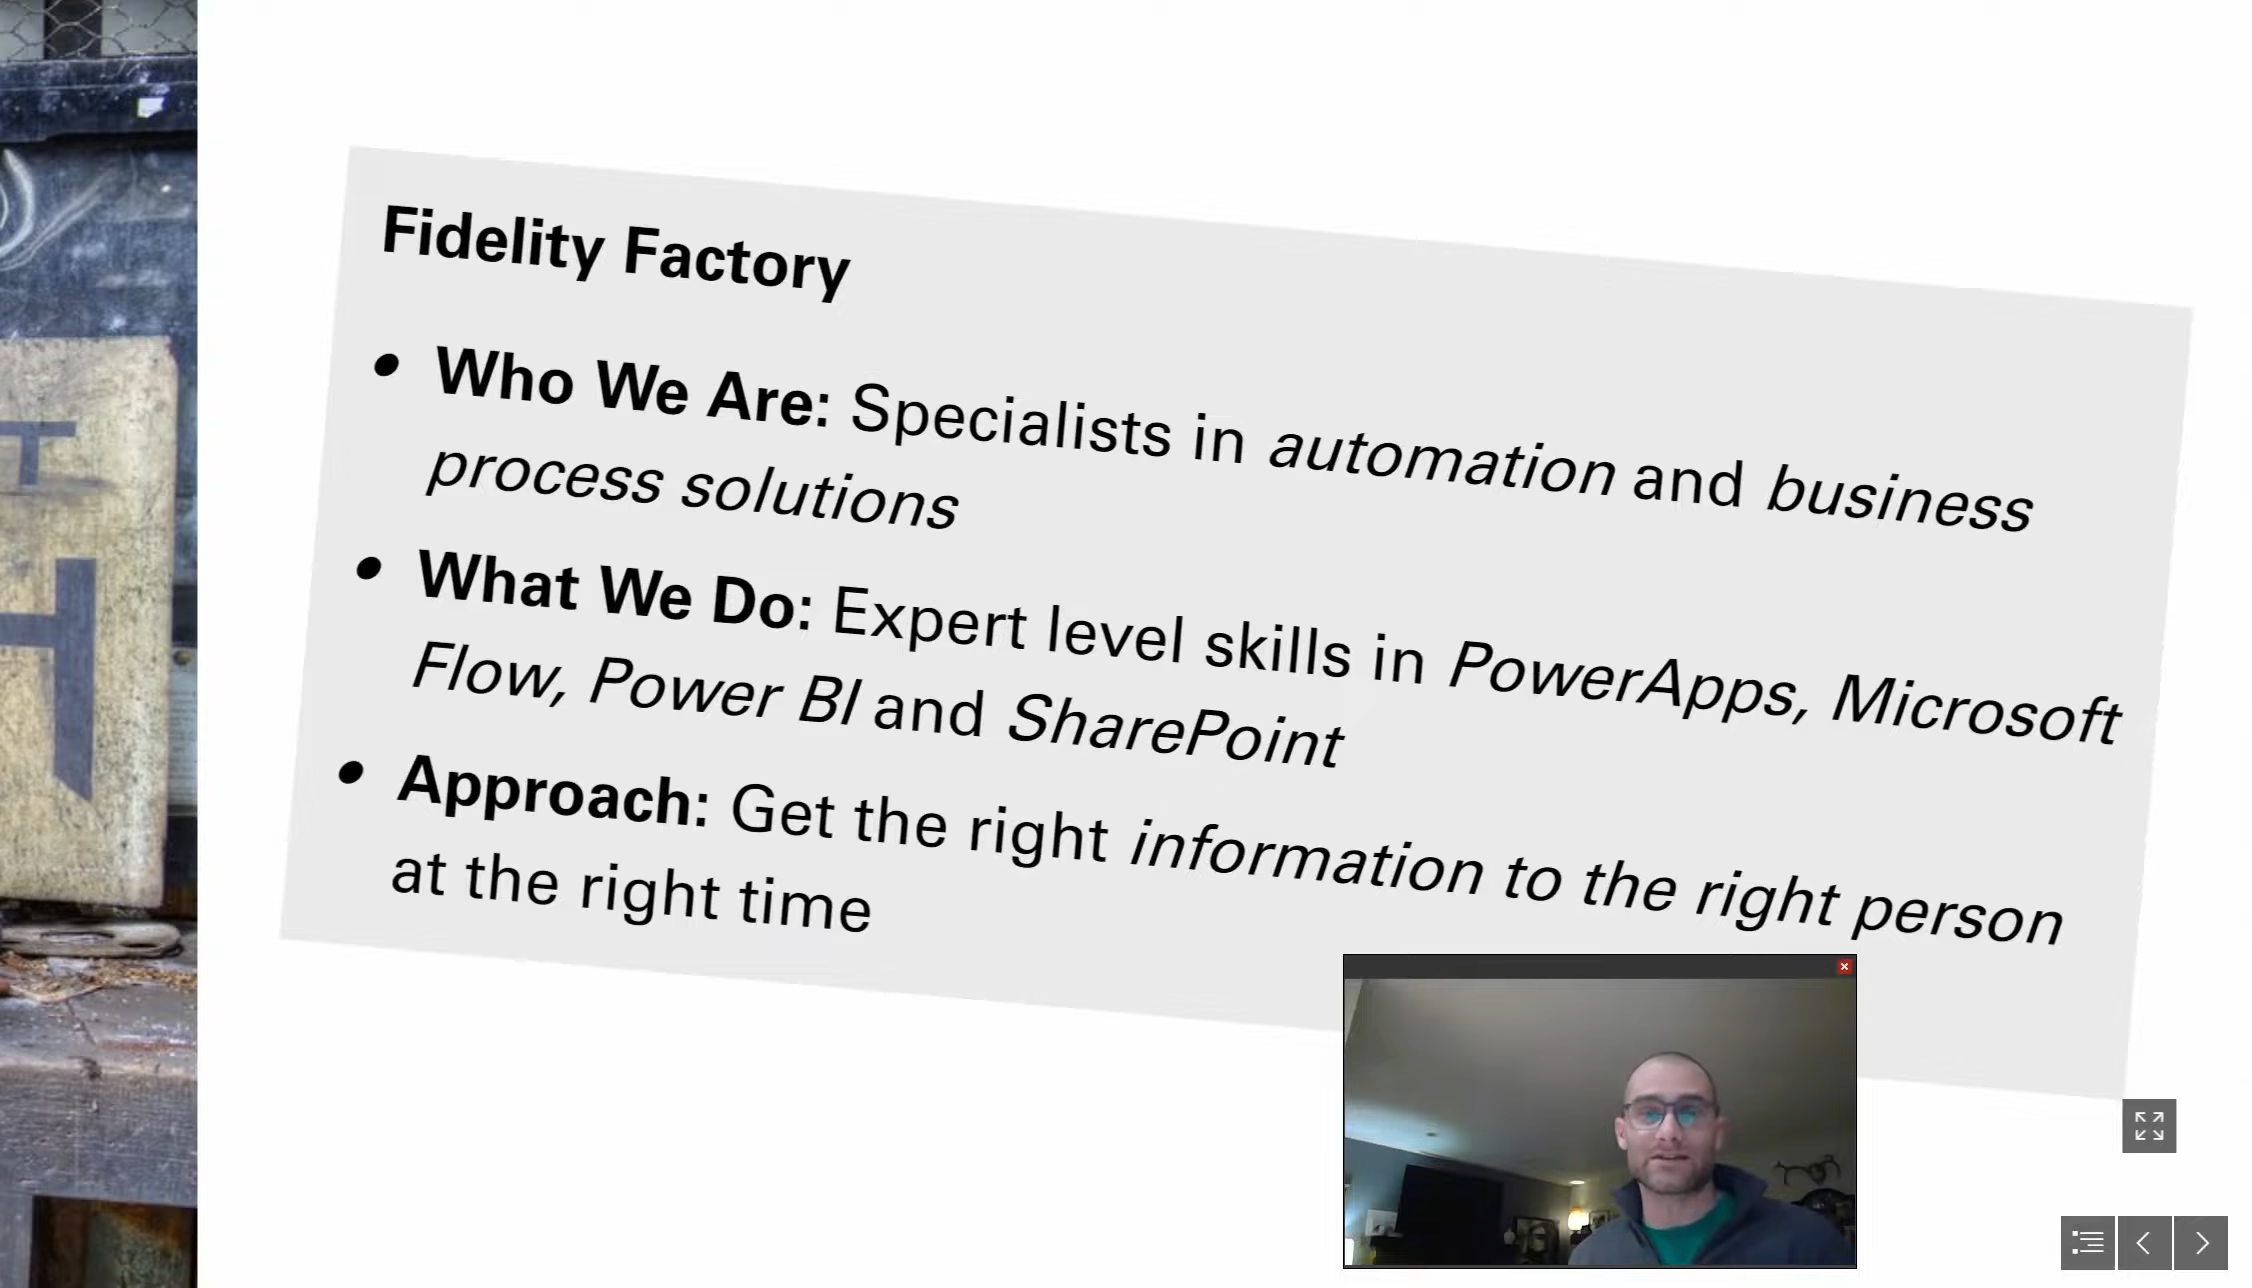 Fidelity Factory
• Who We Are: Specialists in automation and business
process solutions
• What We Do: Expert level skills in PowerApps, Microsoft
Flow, Power BI and SharePoint
• Approach: Get the right information to the right person
at the right time